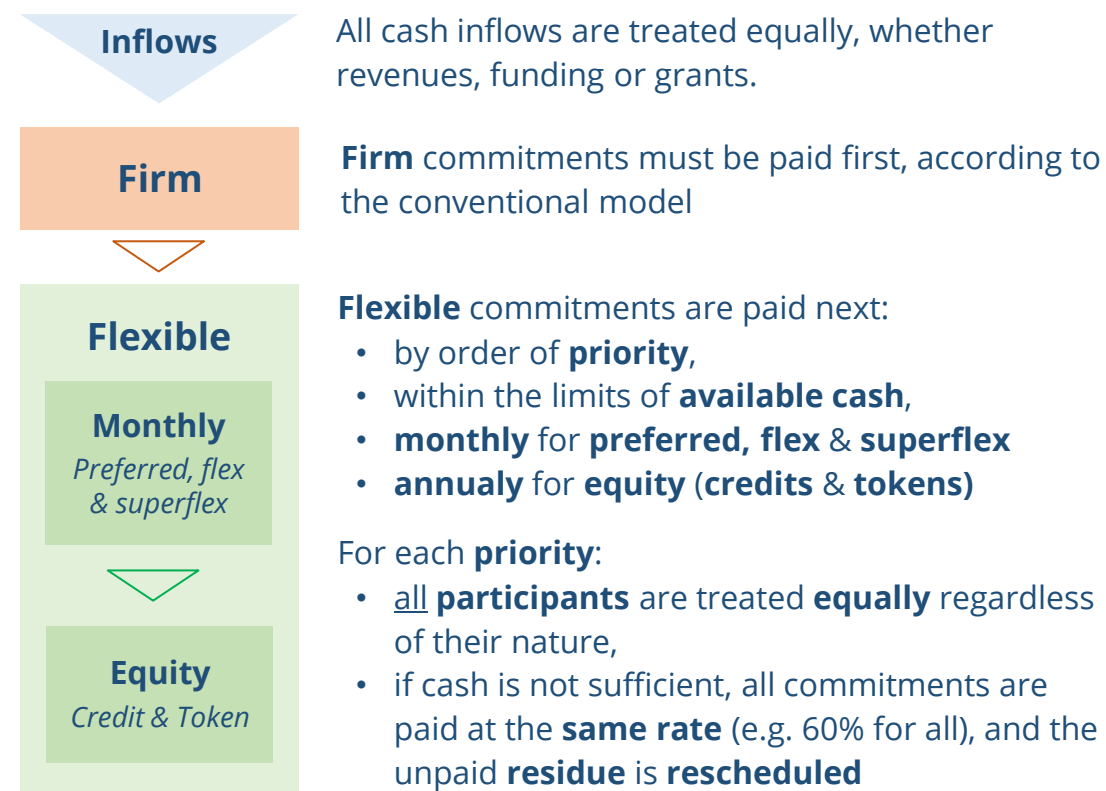 Inflows
All cash inflows are treated equally, whether
revenues, funding or grants.
Firm
Firm commitments must be paid first, according to
the conventional model
Flexible
Monthly
Preferred, flex
& superflex
Equity
Credit & Token
Flexible commitments are paid next:
• by order of priority,
• within the limits of available cash,
• monthly for preferred, flex & superflex
• annualy for equity (credits & tokens)
For each priority:
• all participants are treated equally regardless
of their nature,
• if cash is not sufficient, all commitments are
paid at the same rate (e.g. 60% for all), and the
unpaid residue is rescheduled